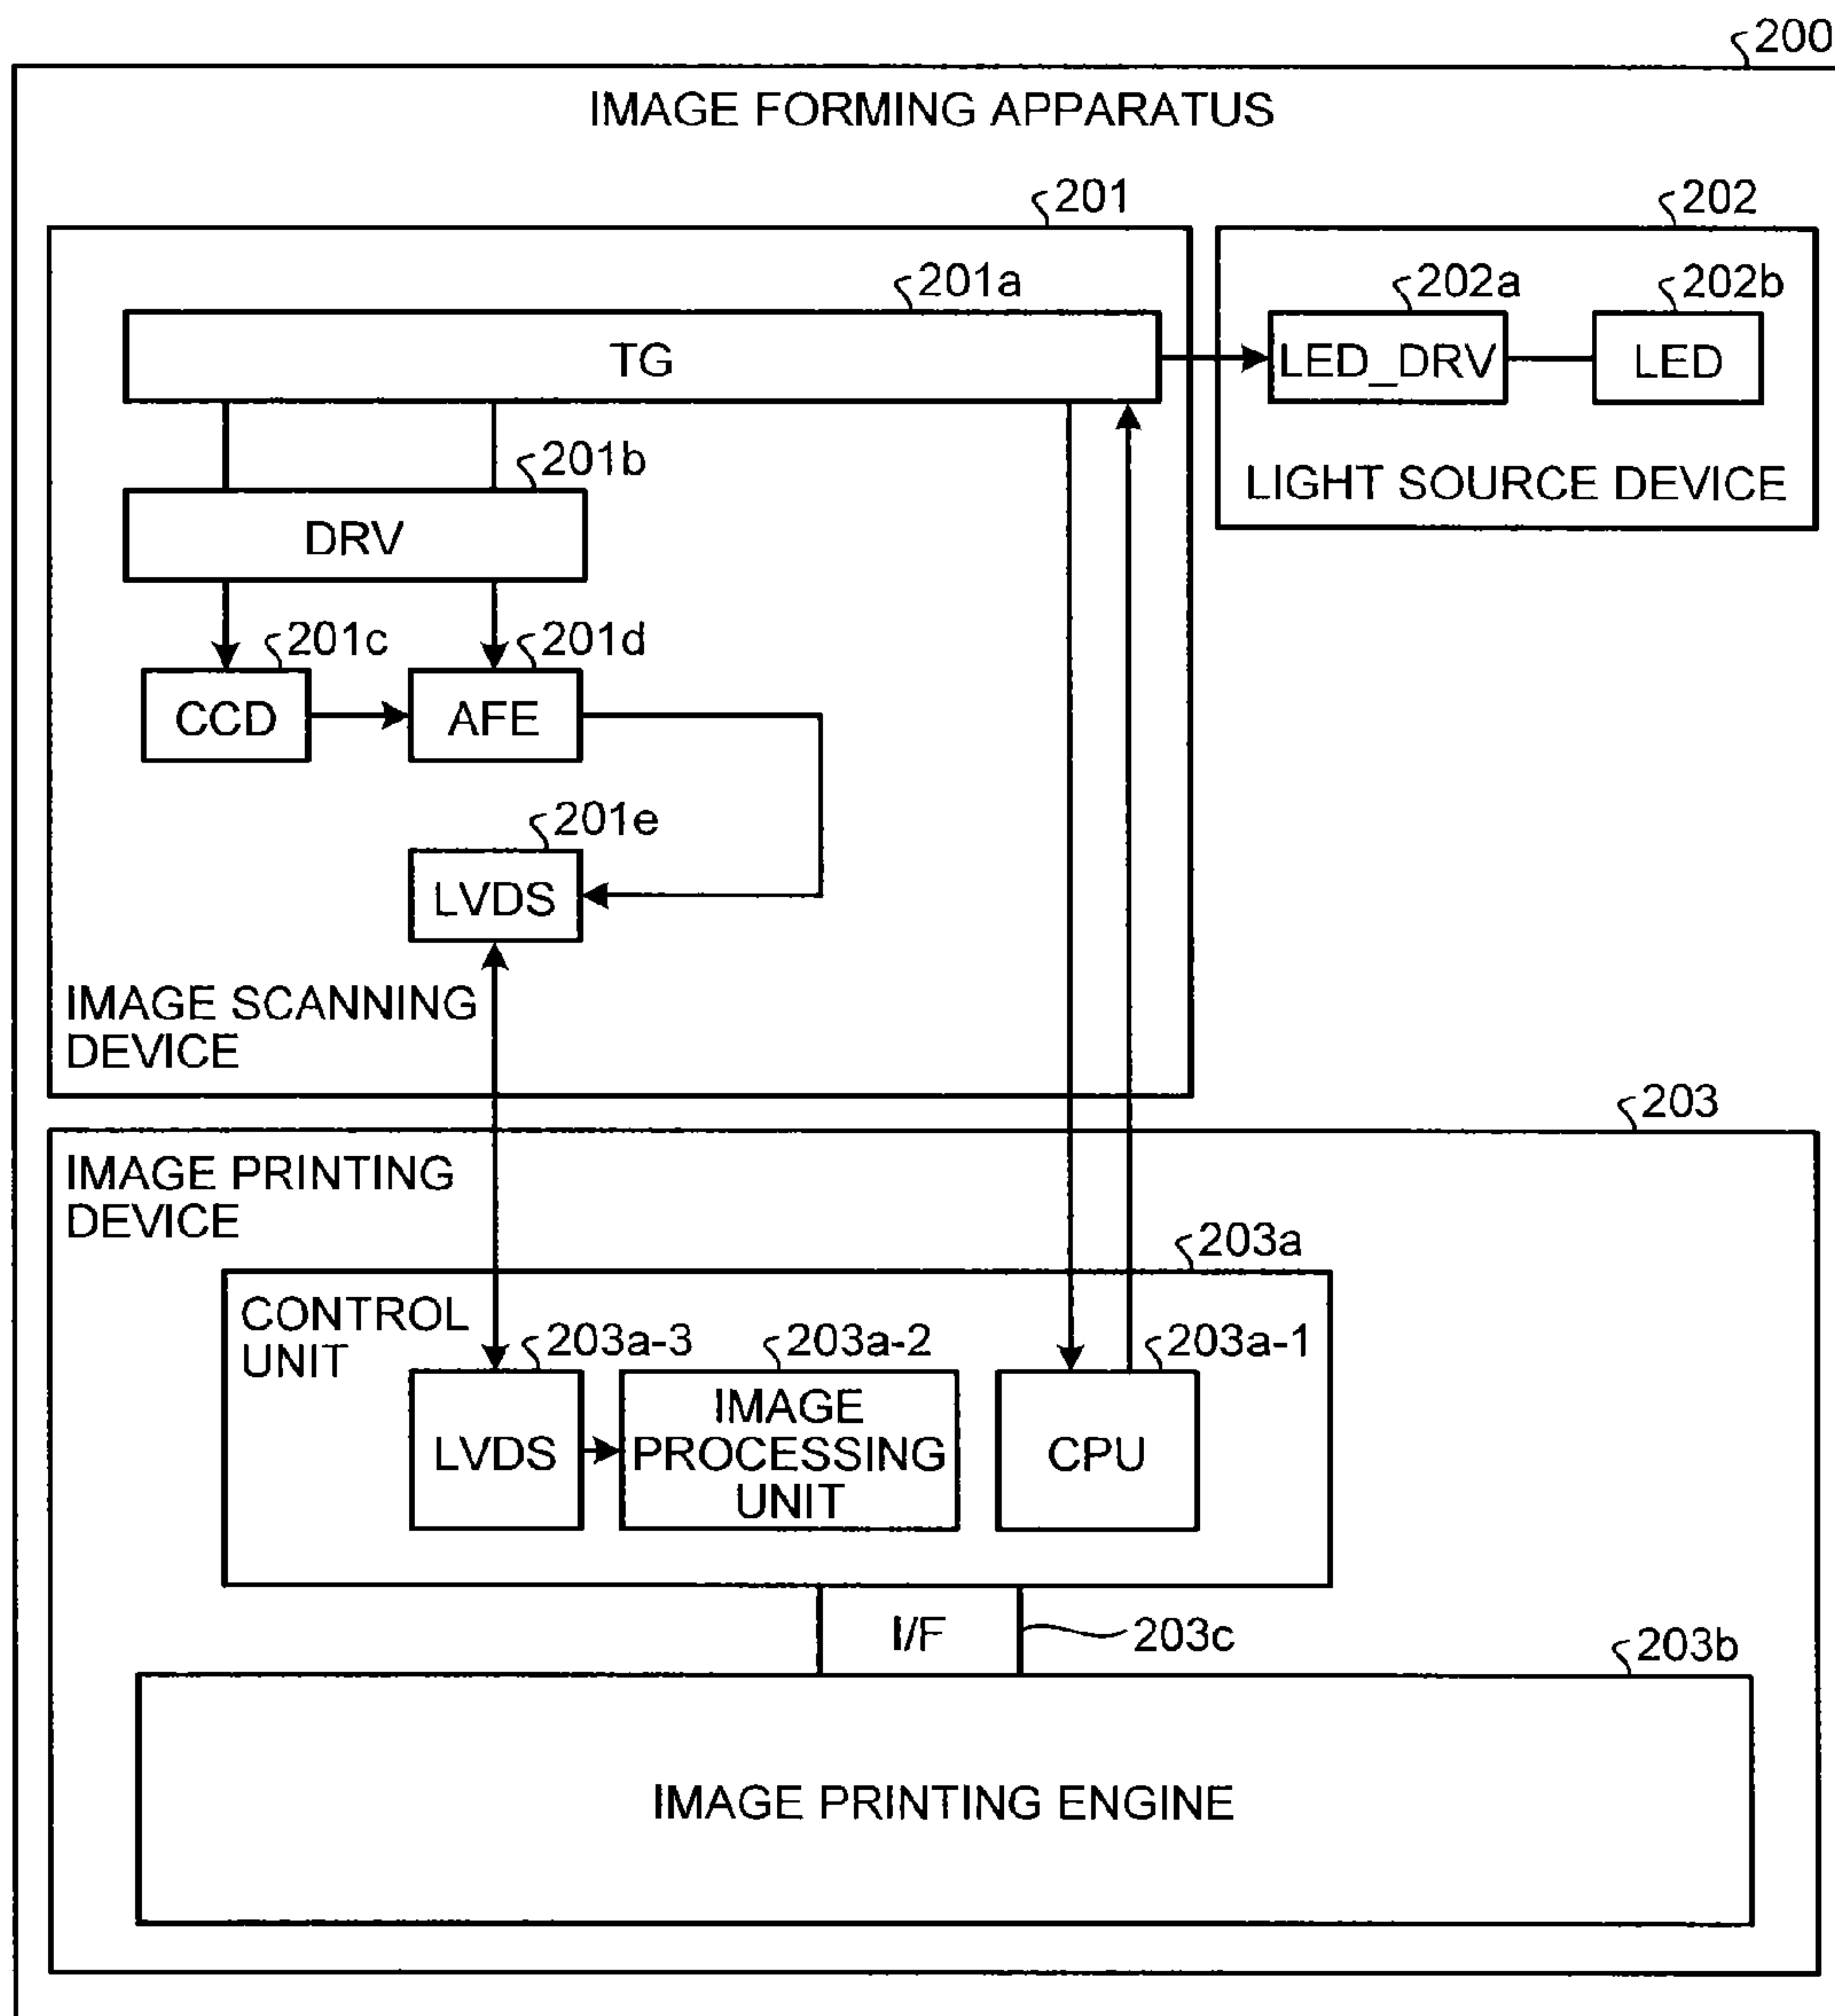 200
IMAGE FORMING APPARATUS
201
202
201a
202a
202b
TG
LED_DRV
LED
201b
LIGHT SOURCE DEVICE
DRV
201c
201d
CCD
AFE
201e
LVDS
IMAGE SCANNING
DEVICE
203
IMAGE PRINTING
DEVICE
203a
CONTROL
UNIT
203a-3
203a-2
203a-1
LVDS
IMAGE
PROCESSING
UNIT
CPU
I/F
203c
203b
IMAGE PRINTING ENGINE